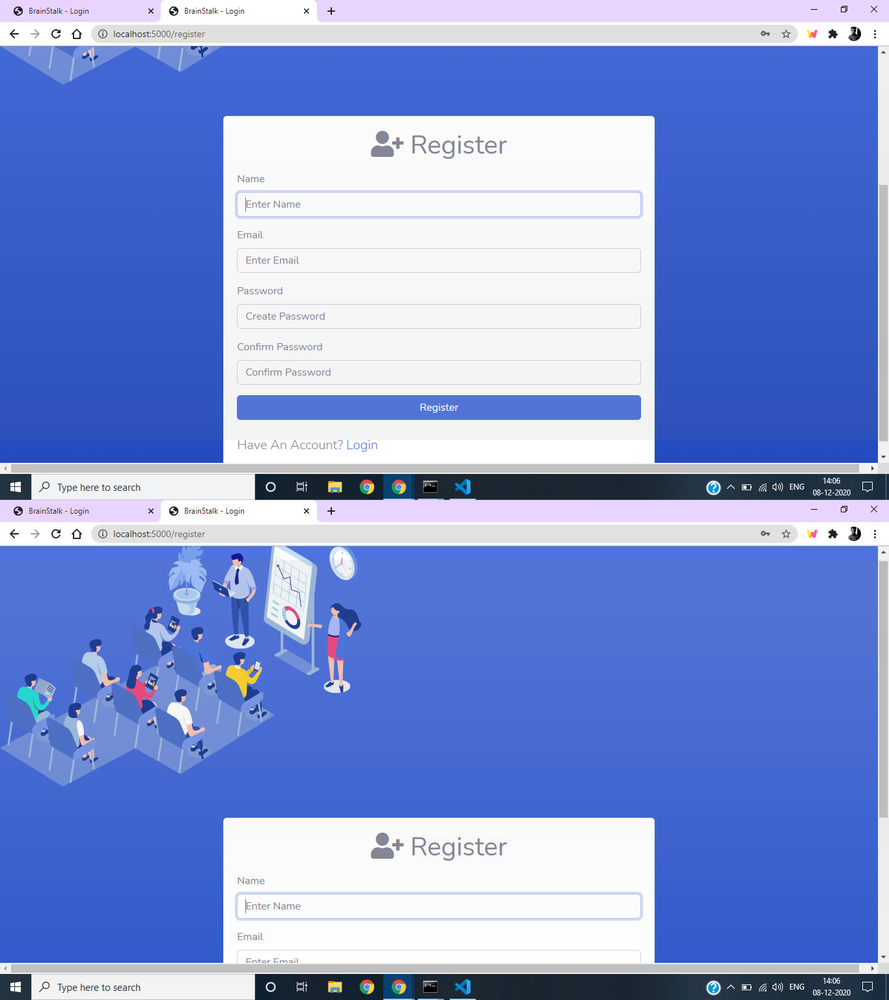 BrainStalk - Login
BrainStalk - Login
localhost:5000/register
Register
Name
Enter Name
Email
Enter Email
Password
Create Password
Confirm Password
Confirm Password
Register
Have An Account? Login
Type here to search
ENG
14:06
08-12-2020
BrainStalk - Login
BrainStalk - Login
localhost:5000/register
Register
Name
Enter Name
Email
Enter Email
Type here to search
ENG
14:06
08-12-2020